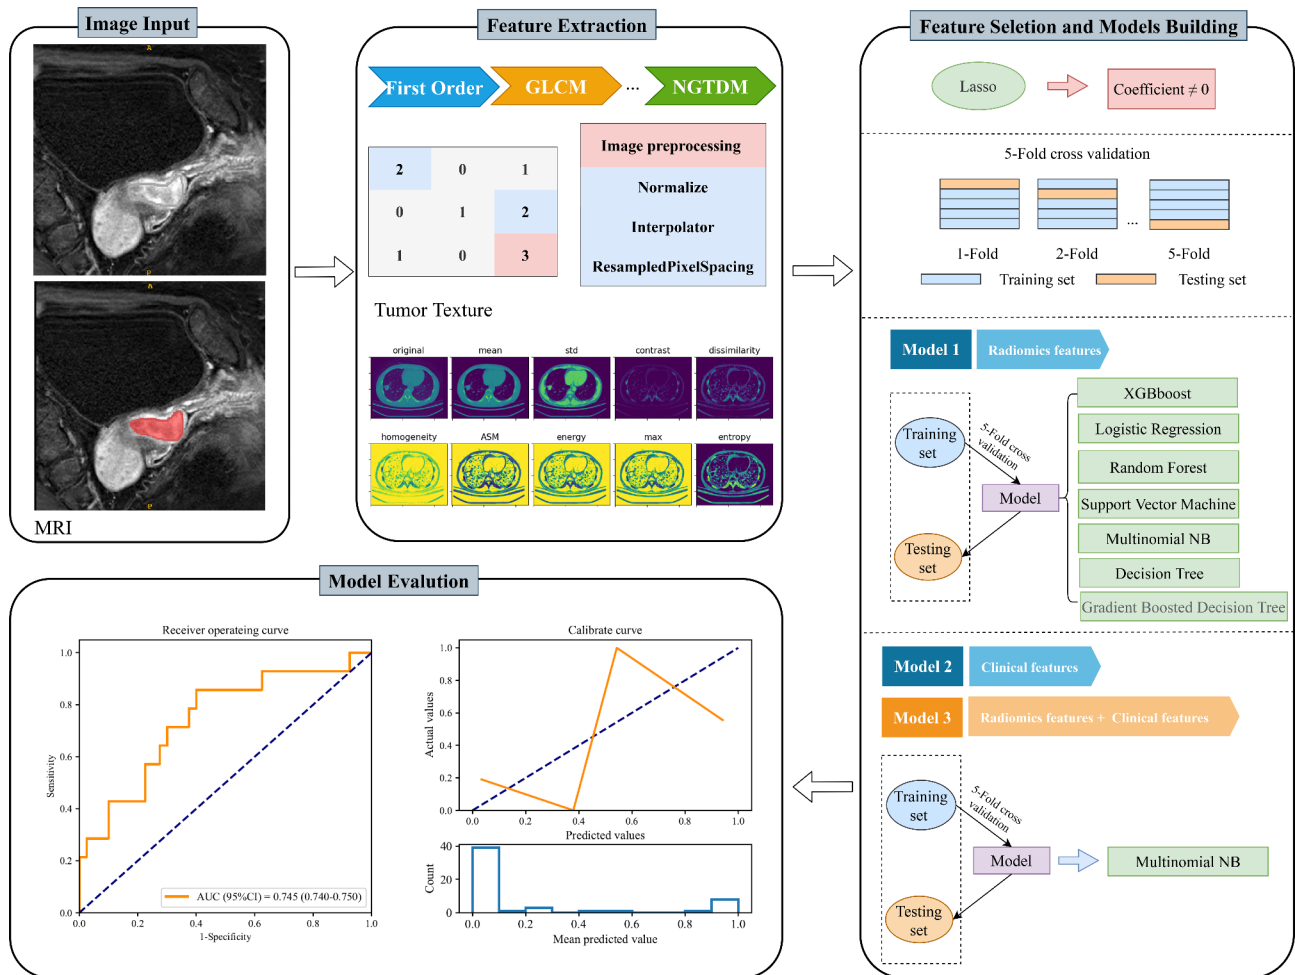 Image Input
A
P
A
P
MRI
Feature Extraction
First Order
GLCM
...
NGTDM
2 0 1
0 1 2
1 0 3
Image preprocessing
Normalize
Interpolator
ResampledPixelSpacing
Tumor Texture
original mean std contrast dissimilarity
homogeneity ASM energy max entropy
Feature Seletion and Models Building
Lasso
Coefficient ≠ 0
5-Fold cross validation
...
1-Fold 2-Fold 5-Fold
Training set Testing set
Model 1 Radiomics features
Training
set
5-Fold cross
validation
Model
Testing
set
XGBboost
Logistic Regression
Random Forest
Support Vector Machine
Multinomial NB
Decision Tree
Gradient Boosted Decision Tree
Model 2 Clinical features
Model 3 Radiomics features + Clinical features
Training
set
5-Fold cross
validation
Model
Testing
set
Multinomial NB
Model Evalution
Receiver operateing curve
1.0
0.8
0.6
0.4
0.2
0.0
Sensitivity
AUC (95%CI) = 0.745 (0.740-0.750)
0.0 0.2 0.4 0.6 0.8 1.0
1-Specificity
Calibrate curve
1.0
0.8
0.6
0.4
0.2
0.0
Actual values
0.0 0.2 0.4 0.6 0.8 1.0
Predicted values
40
20
0
Count
0.0 0.2 0.4 0.6 0.8 1.0
Mean predicted value